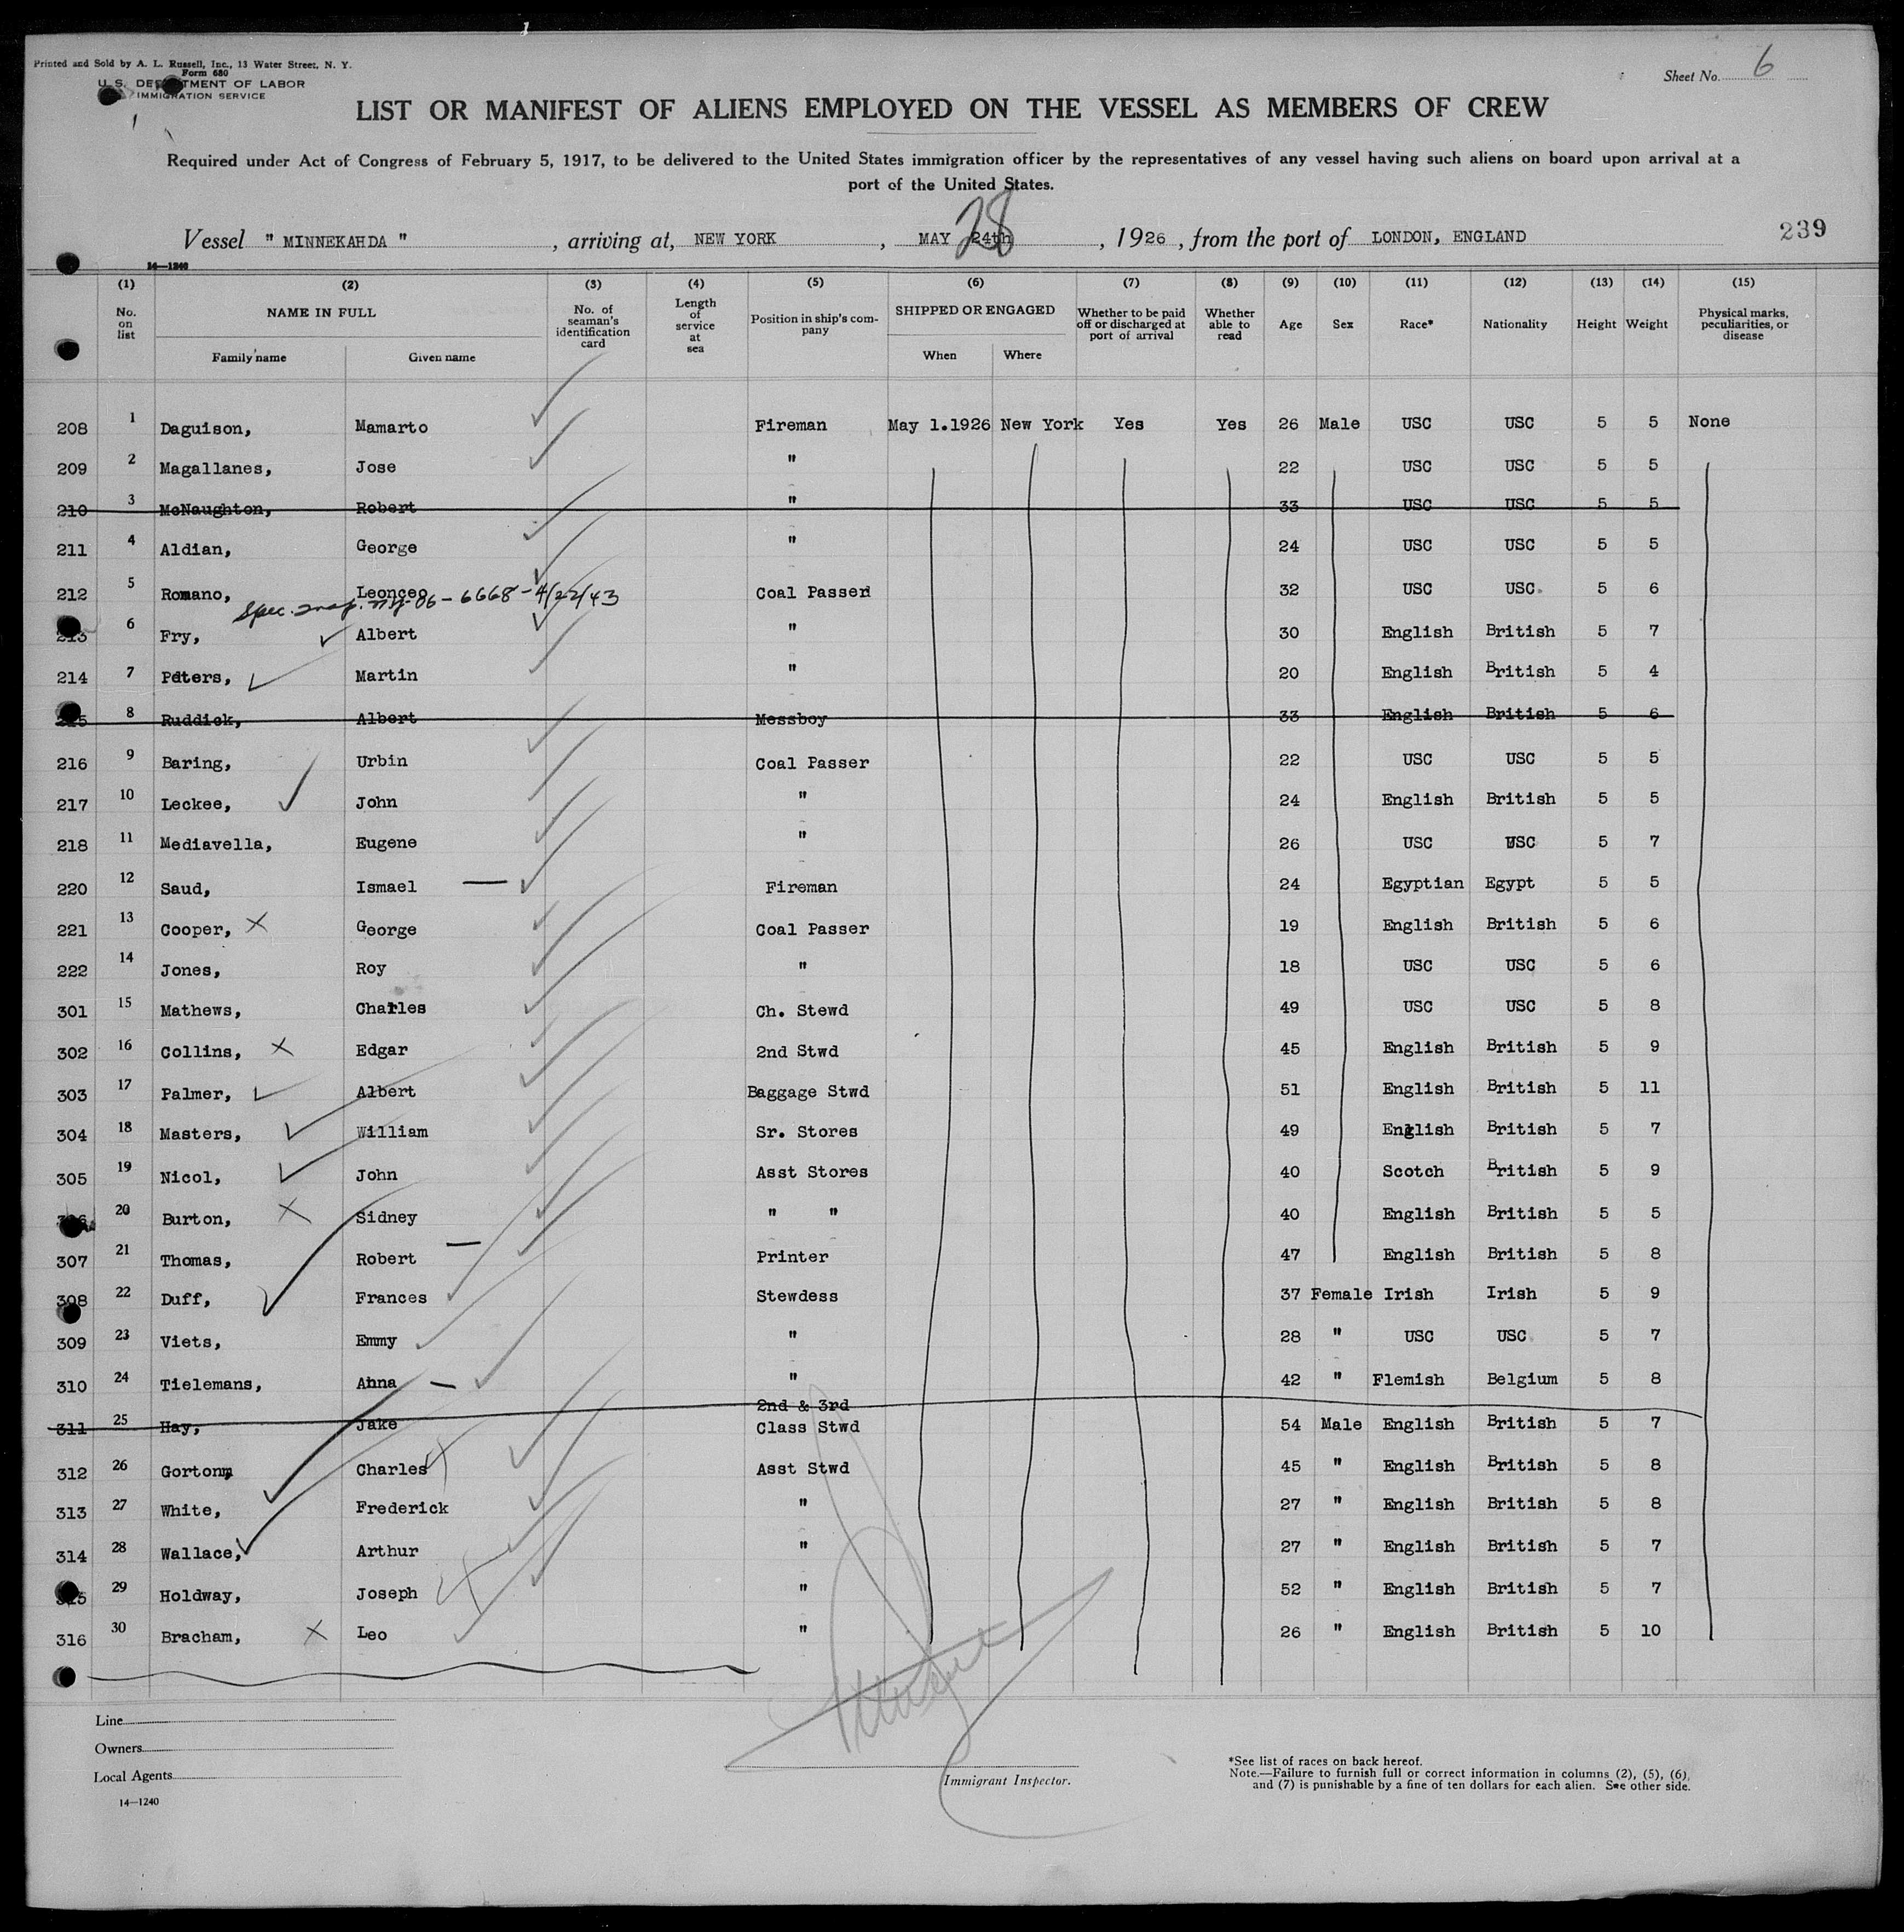 Printed and Sold by A. L. Russell, Inc., 13 Water Street, N. Y.
Form 680
U. S. DEPARTMENT OF LABOR
IMMIGRATION SERVICE
Sheet No. 6
LIST OR MANIFEST OF ALIENS EMPLOYED ON THE VESSEL AS MEMBERS OF CREW
Required under Act of Congress of February 5, 1917, to be delivered to the United States immigration officer by the representatives of any vessel having such aliens on board upon arrival at a
port of the United States.
28
Vessel " MINNEKAHDA " , arriving at, NEW YORK , MAY 24th , 1926 , from the port of LONDON, ENGLAND 239
14—1240
(1) (2) (3) (4) (5) (6) (7) (8) (9) (10) (11) (12) (13) (14) (15)
No. on list NAME IN FULL Family name Given name No. of seaman's identification card Length of service at sea Position in ship's company SHIPPED OR ENGAGED When Where Whether to be paid off or discharged at port of arrival Whether able to read Age Sex Race* Nationality Height Weight Physical marks, peculiarities, or disease
208 1 Daguison, Mamarto Fireman May 1.1926 New York Yes Yes 26 Male USC USC 5 5 None
209 2 Magallanes, Jose " 22 USC USC 5 5
210 3 McNaughton, Robert " 33 USC USC 5 5
211 4 Aldian, George " 24 USC USC 5 5
212 5 Romano, Leonceo Coal Passer 32 USC USC 5 6
6668 - 4/22/43
213 6 Fry, Albert " 30 English British 5 7
214 7 Peters, Martin " 20 English British 5 4
215 8 Ruddick, Albert Messboy 33 English British 5 6
216 9 Baring, Urbin Coal Passer 22 USC USC 5 5
217 10 Leckee, John " 24 English British 5 5
218 11 Mediavella, Eugene " 26 USC USC 5 7
220 12 Saud, Ismael Fireman 24 Egyptian Egypt 5 5
221 13 Cooper, George Coal Passer 19 English British 5 6
222 14 Jones, Roy " 18 USC USC 5 6
301 15 Mathews, Charles Ch. Stewd 49 USC USC 5 8
302 16 Collins, Edgar 2nd Stwd 45 English British 5 9
303 17 Palmer, Albert Baggage Stwd 51 English British 5 11
304 18 Masters, William Sr. Stores 49 English British 5 7
305 19 Nicol, John Asst Stores 40 Scotch British 5 9
306 20 Burton, Sidney " " 40 English British 5 5
307 21 Thomas, Robert Printer 47 English British 5 8
308 22 Duff, Frances Stewdess 37 Female Irish Irish 5 9
309 23 Viets, Emmy " 28 " USC USC 5 7
310 24 Tielemans, Anna " 42 " Flemish Belgium 5 8
311 25 Hay, Jake 2nd & 3rd Class Stwd 54 Male English British 5 7
312 26 Gorton, Charles Asst Stwd 45 " English British 5 8
313 27 White, Frederick " 27 " English British 5 8
314 28 Wallace, Arthur " 27 " English British 5 7
315 29 Holdway, Joseph " 52 " English British 5 7
316 30 Bracham, Leo " 26 " English British 5 10
Line
Owners
Local Agents
14—1240
Immigrant Inspector.
*See list of races on back hereof.
Note.—Failure to furnish full or correct information in columns (2), (5), (6),
and (7) is punishable by a fine of ten dollars for each alien. See other side.